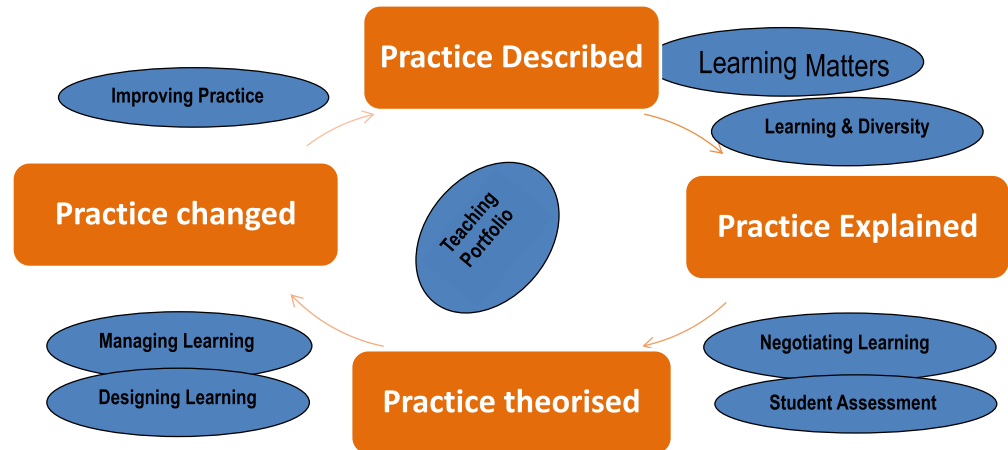 Practice Described
Learning Matters
Improving Practice
Learning & Diversity
Practice changed
Teaching
Portfolio
Practice Explained
Managing Learning
Negotiating Learning
Designing Learning
Practice theorised
Student Assessment